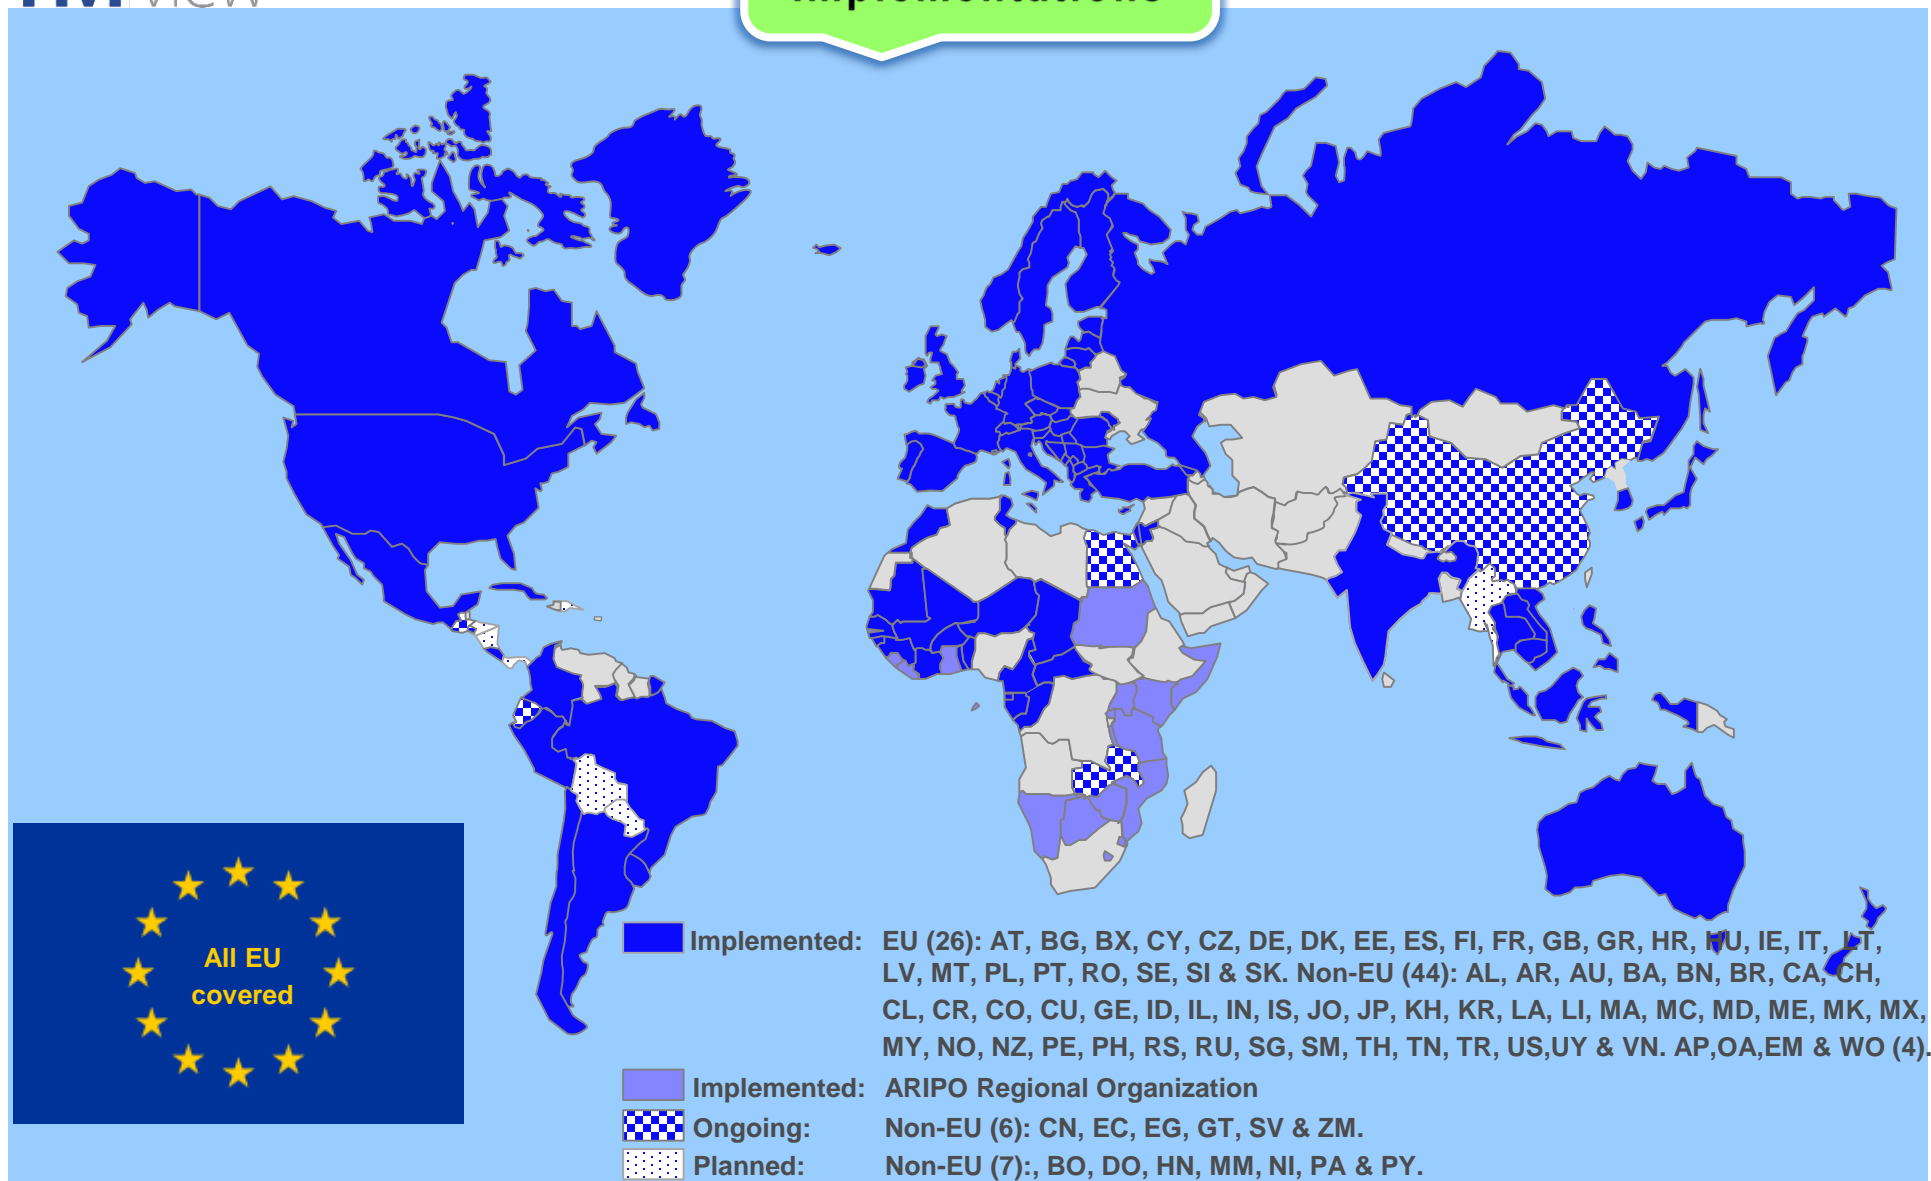 TMview
Implementations
All EU
covered
Implemented: EU (26): AT, BG, BX, CY, CZ, DE, DK, EE, ES, FI, FR, GB, GR, HR, HU, IE, IT, LT,
LV, MT, PL, PT, RO, SE, SI & SK. Non-EU (44): AL, AR, AU, BA, BN, BR, CA, CH,
CL, CR, CO, CU, GE, ID, IL, IN, IS, JO, JP, KH, KR, LA, LI, MA, MC, MD, ME, MK, MX,
MY, NO, NZ, PE, PH, RS, RU, SG, SM, TH, TN, TR, US,UY & VN. AP,OA,EM & WO (4).
Implemented: ARIPO Regional Organization
Ongoing: Non-EU (6): CN, EC, EG, GT, SV & ZM.
Planned: Non-EU (7):, BO, DO, HN, MM, NI, PA & PY.